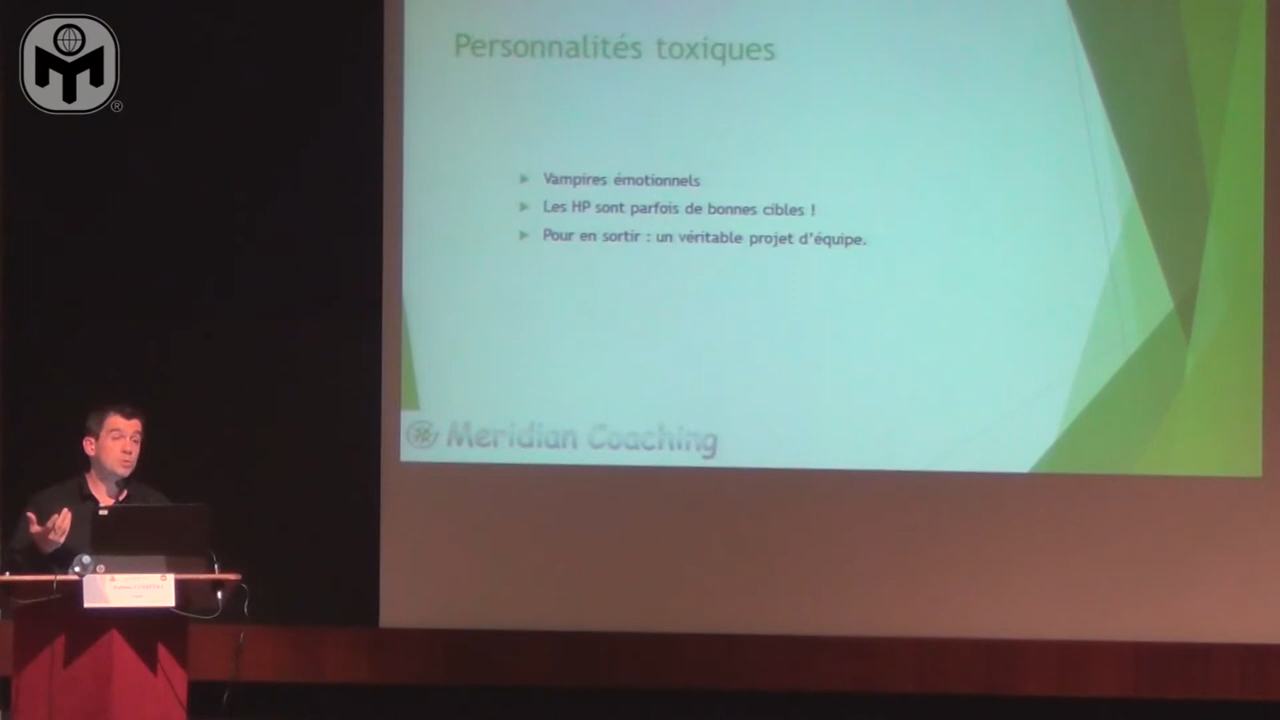 ®
Personnalités toxiques
Vampires émotionnels
Les HP sont parfois de bonnes cibles !
Pour en sortir : un véritable projet d'équipe.
Meridian Coaching